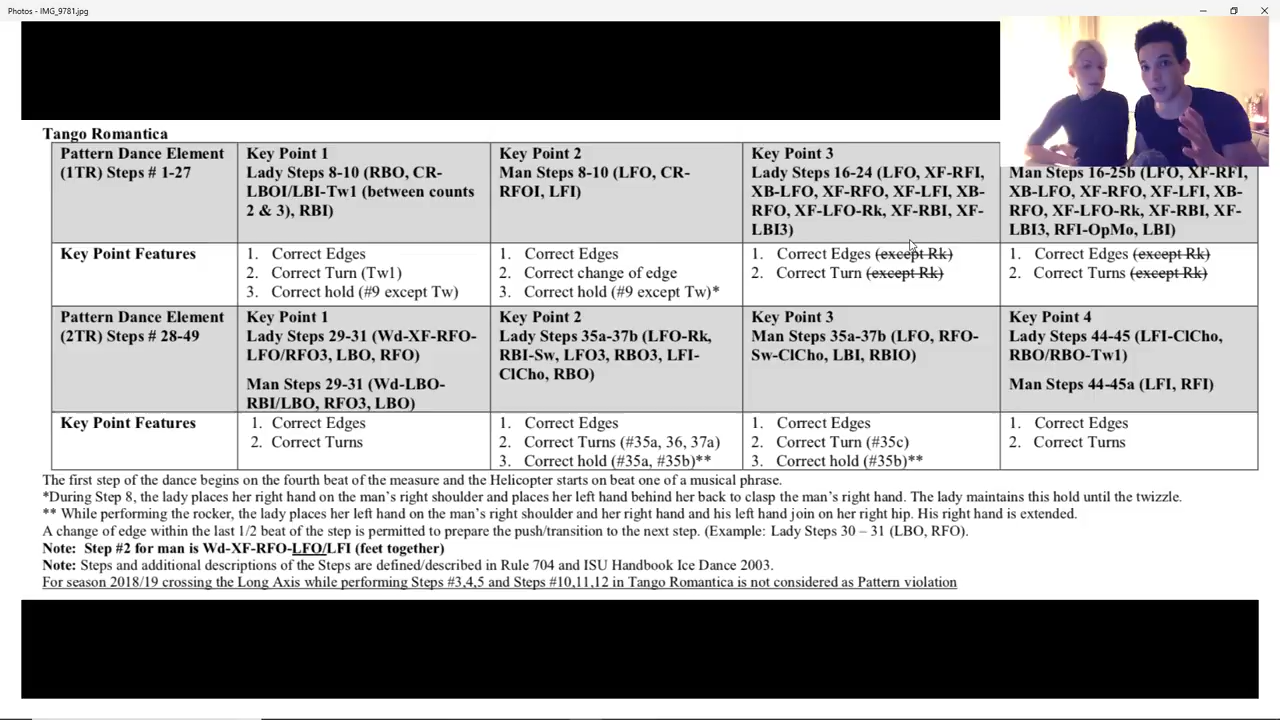 Photos - IMG_9781.jpg
Tango Romantica
Pattern Dance Element
(1TR) Steps # 1-27
Key Point 1
Lady Steps 8-10 (RBO, CR-
LBOI/LBI-Tw1 (between counts
2 & 3), RBI)
Key Point 2
Man Steps 8-10 (LFO, CR-
RFOI, LFI)
Key Point 3
Lady Steps 16-24 (LFO, XF-RFI,
XB-LFO, XF-RFO, XF-LFI, XB-
RFO, XF-LFO-Rk, XF-RBI, XF-
LBI3)
Man Steps 16-25b (LFO, XF-RFI,
XB-LFO, XF-RFO, XF-LFI, XB-
RFO, XF-LFO-Rk, XF-RBI, XF-
LBI3, RFI-OpMo, LBI)
Key Point Features
1. Correct Edges
2. Correct Turn (Tw1)
3. Correct hold (#9 except Tw)
1. Correct Edges
2. Correct change of edge
3. Correct hold (#9 except Tw)*
1. Correct Edges (except Rk)
2. Correct Turn (except Rk)
1. Correct Edges (except Rk)
2. Correct Turns (except Rk)
Pattern Dance Element
(2TR) Steps # 28-49
Key Point 1
Lady Steps 29-31 (Wd-XF-RFO-
LFO/RFO3, LBO, RFO)
Man Steps 29-31 (Wd-LBO-
RBI/LBO, RFO3, LBO)
Key Point 2
Lady Steps 35a-37b (LFO-Rk,
RBI-Sw, LFO3, RBO3, LFI-
ClCho, RBO)
Key Point 3
Man Steps 35a-37b (LFO, RFO-
Sw-ClCho, LBI, RBIO)
Key Point 4
Lady Steps 44-45 (LFI-ClCho,
RBO/RBO-Tw1)
Man Steps 44-45a (LFI, RFI)
Key Point Features
1. Correct Edges
2. Correct Turns
1. Correct Edges
2. Correct Turns (#35a, 36, 37a)
3. Correct hold (#35a, #35b)**
1. Correct Edges
2. Correct Turn (#35c)
3. Correct hold (#35b)**
1. Correct Edges
2. Correct Turns
The first step of the dance begins on the fourth beat of the measure and the Helicopter starts on beat one of a musical phrase.
*During Step 8, the lady places her right hand on the man's right shoulder and places her left hand behind her back to clasp the man's right hand. The lady maintains this hold until the twizzle.
** While performing the rocker, the lady places her left hand on the man's right shoulder and her right hand and his left hand join on her right hip. His right hand is extended.
A change of edge within the last 1/2 beat of the step is permitted to prepare the push/transition to the next step. (Example: Lady Steps 30 – 31 (LBO, RFO).
Note: Step #2 for man is Wd-XF-RFO-LFO/LFI (feet together)
Note: Steps and additional descriptions of the Steps are defined/described in Rule 704 and ISU Handbook Ice Dance 2003.
For season 2018/19 crossing the Long Axis while performing Steps #3,4,5 and Steps #10,11,12 in Tango Romantica is not considered as Pattern violation